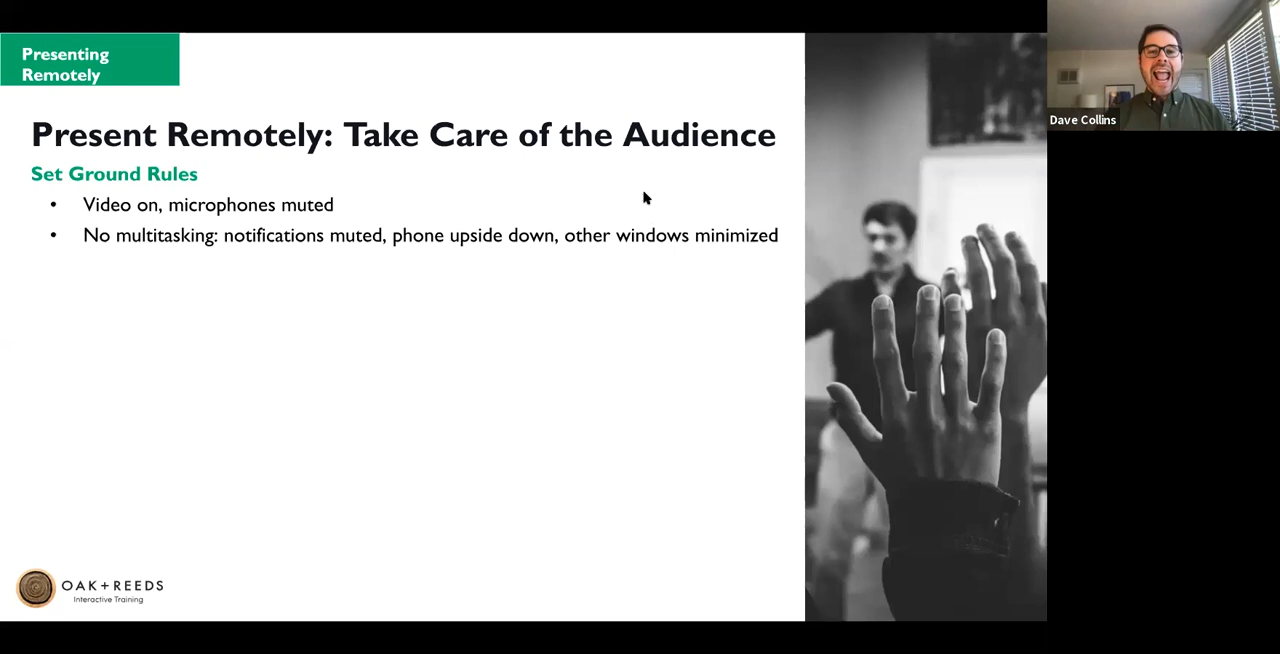 Presenting
Remotely
Present Remotely: Take Care of the Audience
Set Ground Rules
• Video on, microphones muted
• No multitasking: notifications muted, phone upside down, other windows minimized
OAK+REEDS
Interactive Training
Dave Collins